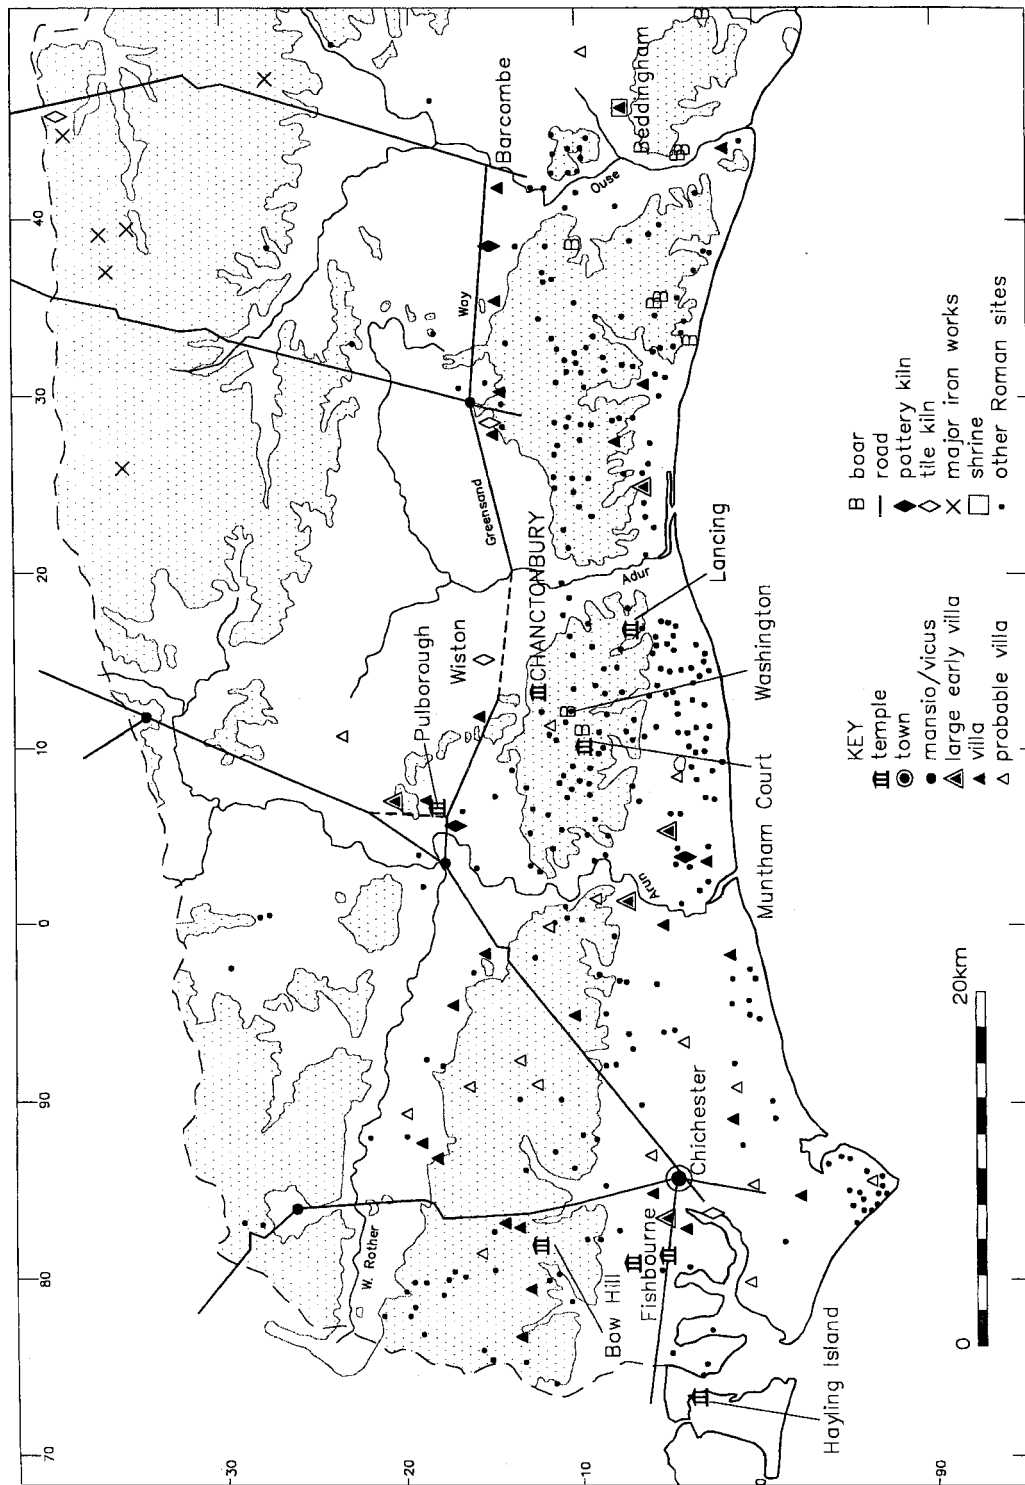 70
80
90
0
10
20
30
40
-30
-20
-10
0
-90
W. Rother
Pulborough
Wiston
Greensand
Way
Barcombe
CHANCTONBURY
Ouse
Beddingham
Bow Hill
Fishbourne
Chichester
Arun
Adur
Hayling Island
Muntham Court
Washington
Lancing
0
20km
KEY
temple
town
mansio/vicus
large early villa
villa
probable villa
B boar
road
pottery kiln
tile kiln
major iron works
shrine
other Roman sites
B
B
B
B
B
B
B
B
B